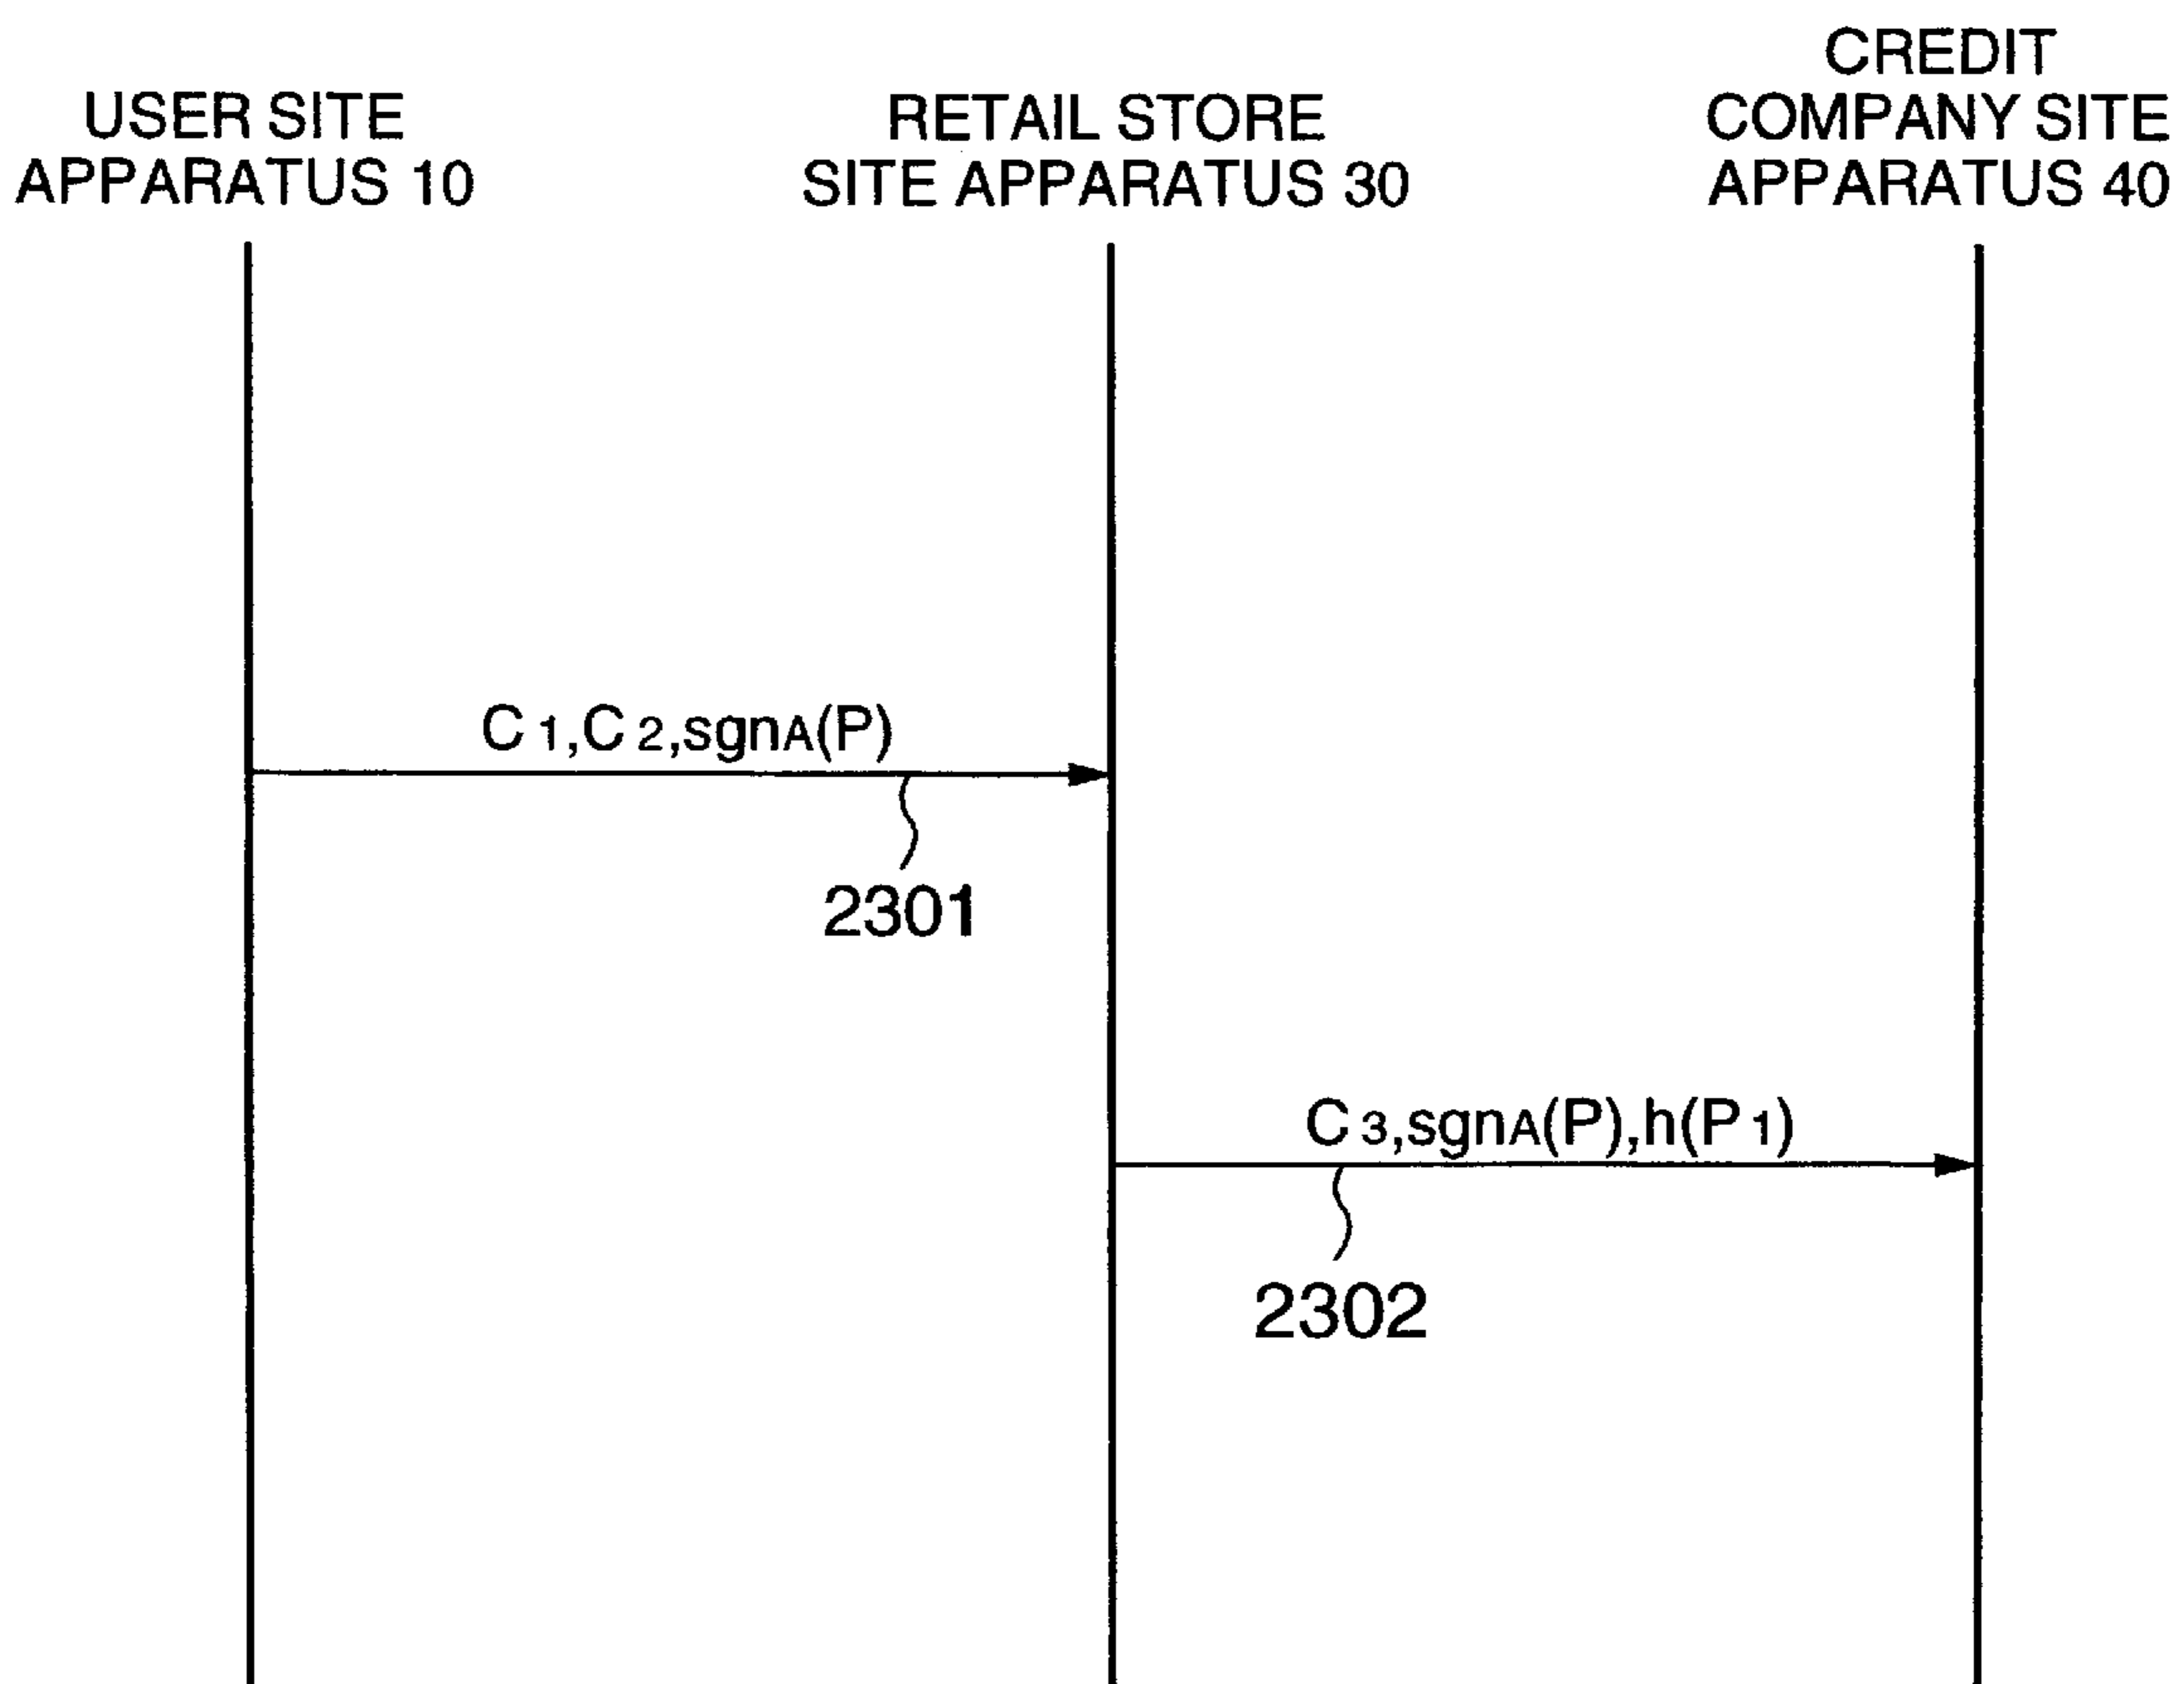 USER SITE
APPARATUS 10
RETAIL STORE
SITE APPARATUS 30
CREDIT
COMPANY SITE
APPARATUS 40
C1,C2,sgnA(P)
2301
C3,sgnA(P),h(P1)
2302